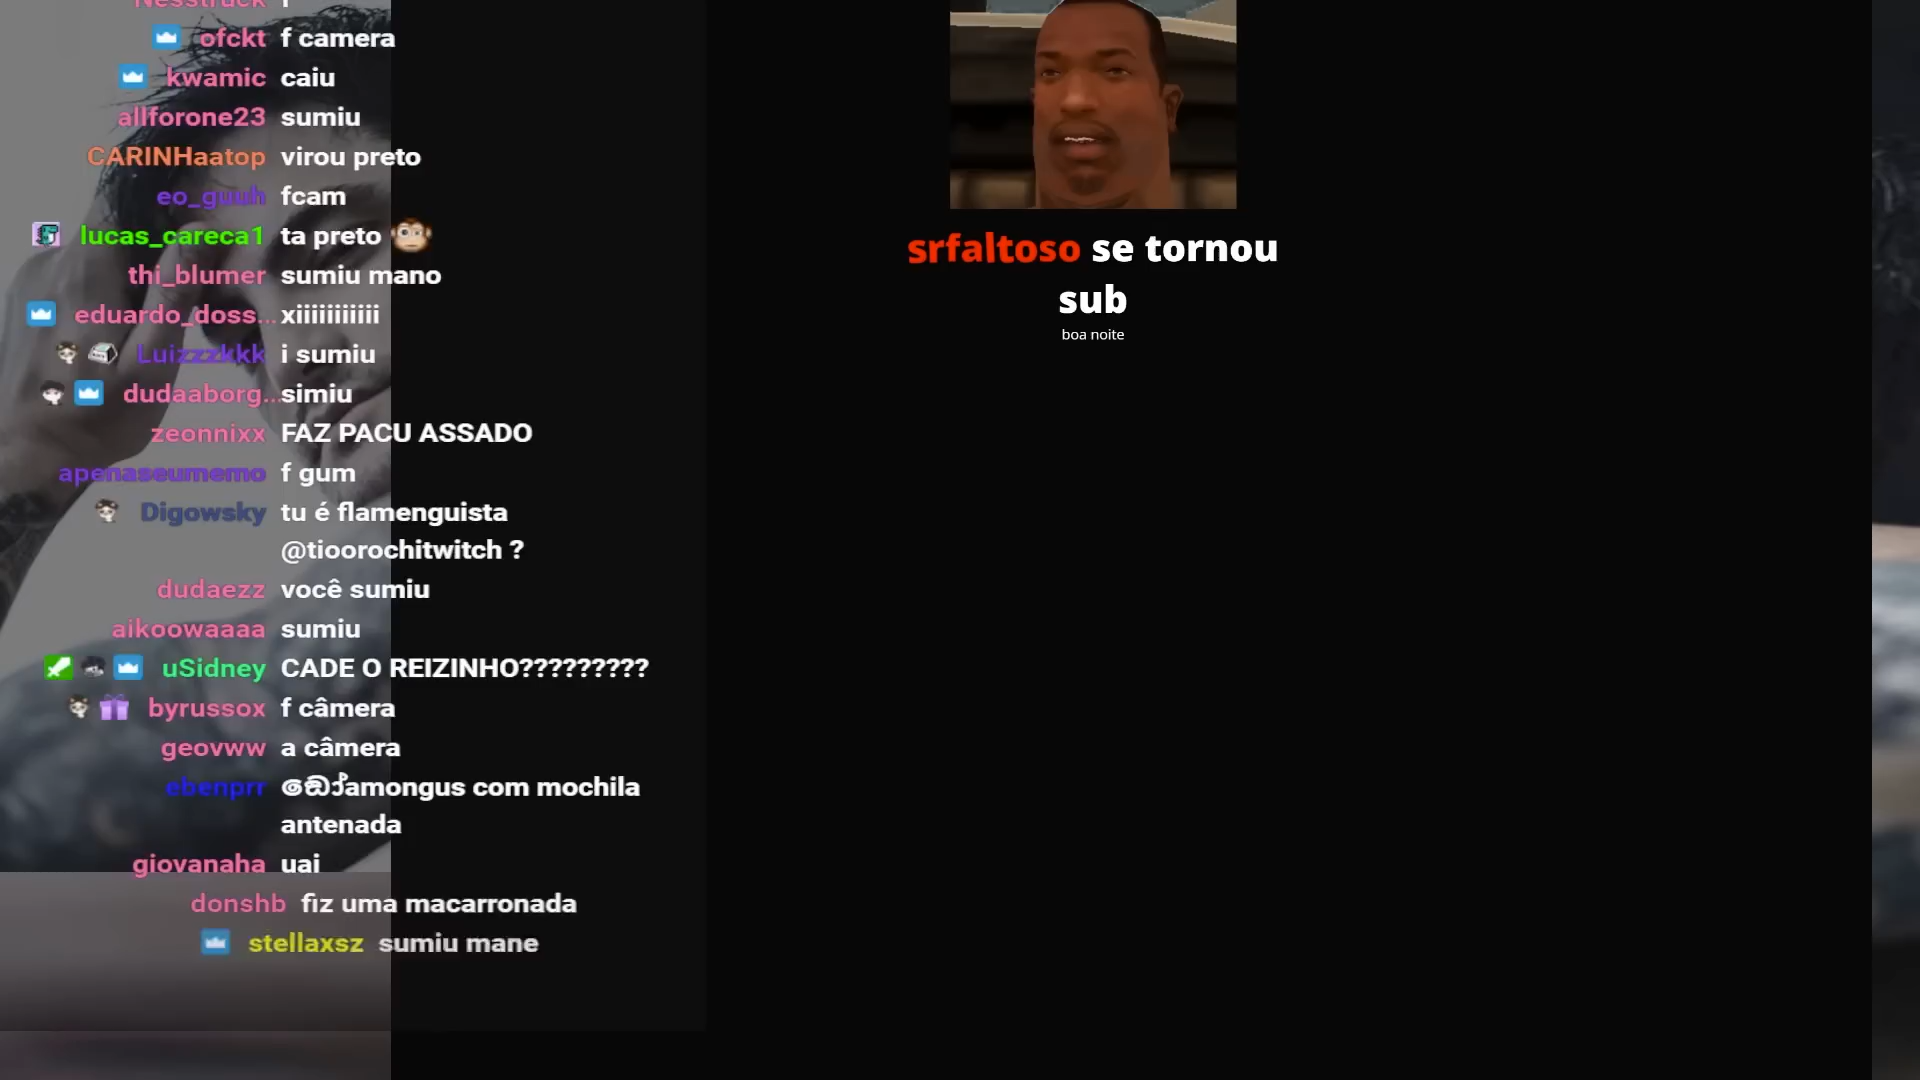 ofckt f camera
kwamic caiu
allforone23 sumiu
CARINHaatop virou preto
eo_guuh fcam
lucas_careca1 ta preto
thi_blumer sumiu mano
eduardo_doss... xiiiiiiiiiii
Luizzzkkk i sumiu
dudaaborg... simiu
zeonnixx FAZ PACU ASSADO
apenaseumemo f gum
Digowsky tu é flamenguista
@tioorochitwitch ?
dudaezz você sumiu
aikoowaaaa sumiu
uSidney CADE O REIZINHO?????????
byrussox f câmera
geovww a câmera
ebenprr amongus com mochila
antenada
giovanaha uai
donshb fiz uma macarronada
stellaxsz sumiu mane
srfaltoso se tornou
sub
boa noite